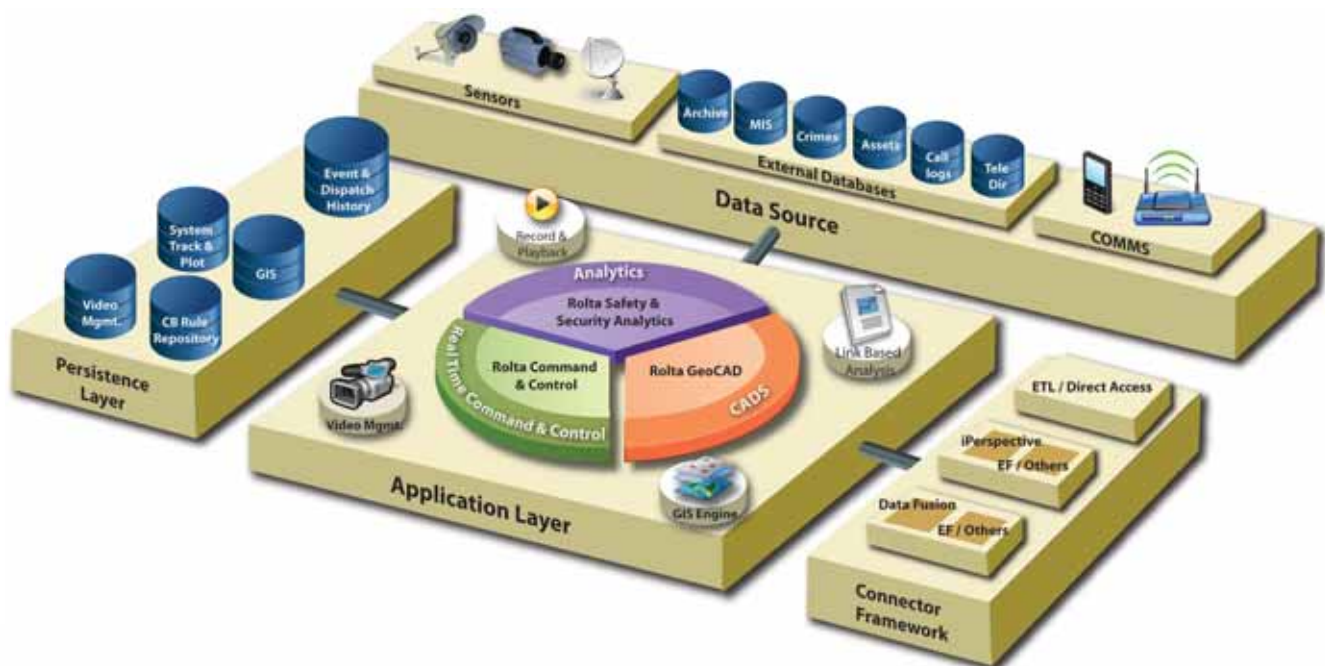 Sensors
Archive
MIS
Crimes
Assets
Call
logs
Tele
Dir
External Databases
COMMS
Data Source
Event &
Dispatch
History
System
Track &
Plot
GIS
Video
Mgmt.
CB Rule
Repository
Persistence
Layer
Record &
Playback
Analytics
Rolta Safety &
Security Analytics
Real Time Command & Control
Rolta Command
& Control
Rolta GeoCAD
CADS
Link Based
Analysis
Video Mgmt.
GIS Engine
Application Layer
ETL / Direct Access
iPerspective
EF / Others
Data Fusion
EF / Others
Connector
Framework